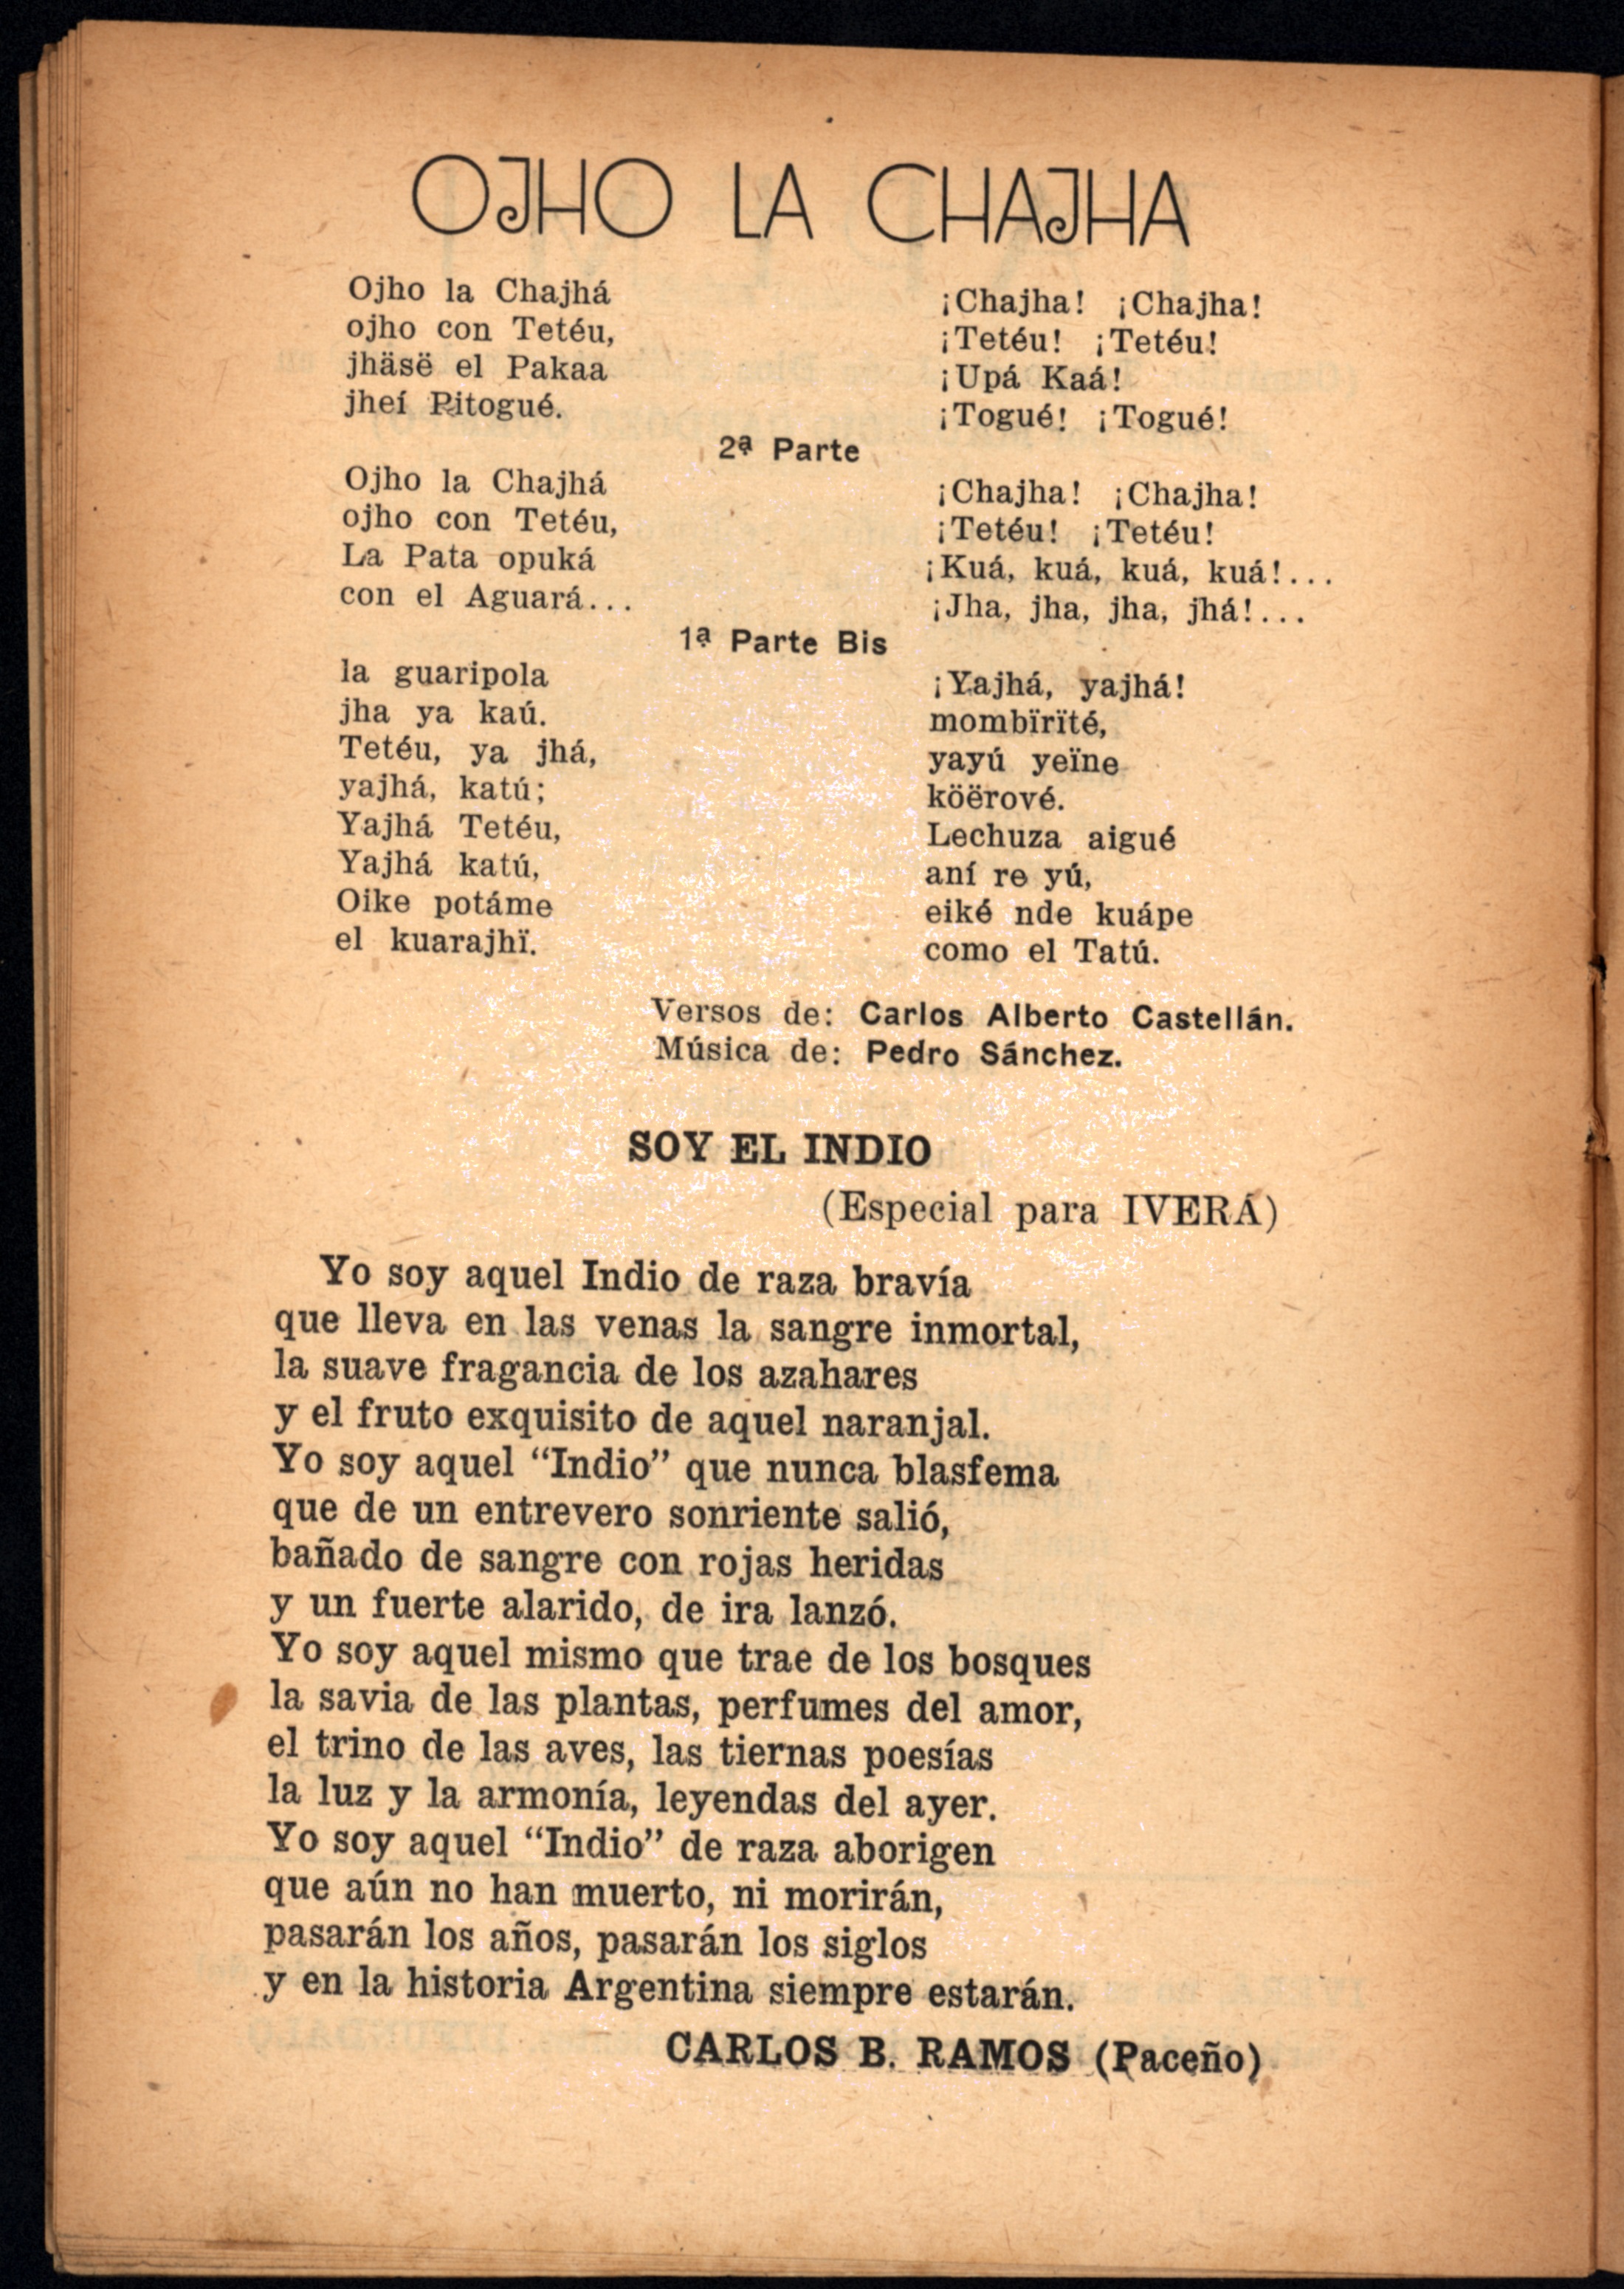 OJHO LA CHAJHA
Ojho la Chajhá
ojho con Tetéu,
jhäsë el Pakaa
jheí Pitogué.
¡Chajha! ¡Chajha!
¡Tetéu! ¡Tetéu!
¡Upá Kaá!
¡Togué! ¡Togué!
2ª Parte
Ojho la Chajhá
ojho con Tetéu,
La Pata opuká
con el Aguará...
¡Chajha! ¡Chajha!
¡Tetéu! ¡Tetéu!
¡Kuá, kuá, kuá, kuá!...
¡Jha, jha, jha, jhá!...
1ª Parte Bis
la guaripola
jha ya kaú.
Tetéu, ya jhá,
yajhá, katú;
Yajhá Tetéu,
Yajhá katú,
Oike potáme
el kuarajhï.
¡Yajhá, yajhá!
mombïrïté,
yayú yeïne
köërové.
Lechuza aigué
aní re yú,
eiké nde kuápe
como el Tatú.
Versos de: Carlos Alberto Castellán.
Música de: Pedro Sánchez.
SOY EL INDIO
(Especial para IVERÁ)
Yo soy aquel Indio de raza bravía
que lleva en las venas la sangre inmortal,
la suave fragancia de los azahares
y el fruto exquisito de aquel naranjal.
Yo soy aquel "Indio" que nunca blasfema
que de un entrevero sonriente salió,
bañado de sangre con rojas heridas
y un fuerte alarido, de ira lanzó.
Yo soy aquel mismo que trae de los bosques
la savia de las plantas, perfumes del amor,
el trino de las aves, las tiernas poesías
la luz y la armonía, leyendas del ayer.
Yo soy aquel "Indio" de raza aborigen
que aún no han muerto, ni morirán,
pasarán los años, pasarán los siglos
y en la historia Argentina siempre estarán.
CARLOS B. RAMOS (Paceño)